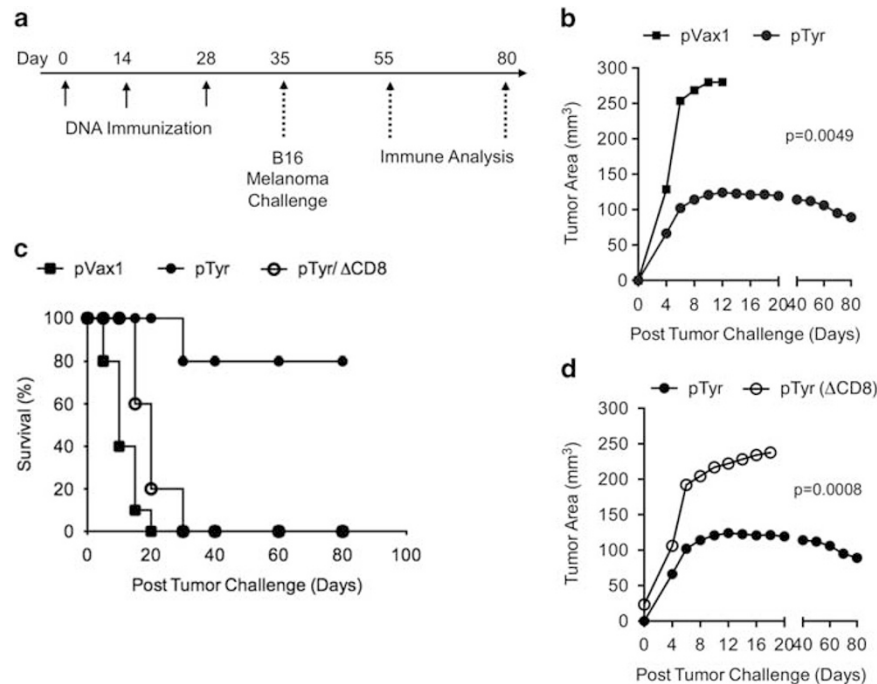 a
Day 0 14 28 35 55 80
DNA Immunization
B16
Melanoma
Challenge
Immune Analysis
b
pVax1 pTyr
300
250
200
150
100
50
0
Tumor Area (mm³)
p=0.0049
0 4 8 12 16 20 40 60 80
Post Tumor Challenge (Days)
c
pVax1 pTyr pTyr/ ΔCD8
100
80
60
40
20
0
Survival (%)
0 20 40 60 80 100
Post Tumor Challenge (Days)
d
pTyr pTyr (ΔCD8)
300
250
200
150
100
50
0
Tumor Area (mm³)
p=0.0008
0 4 8 12 16 20 40 60 80
Post Tumor Challenge (Days)